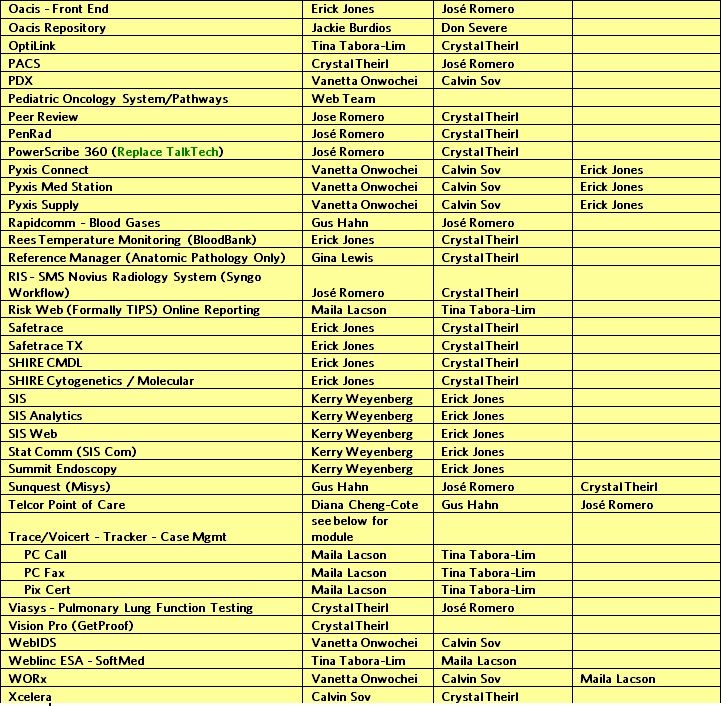 Oacis - Front End Erick Jones José Romero
Oacis Repository Jackie Burdios Don Severe
OptiLink Tina Tabora-Lim Crystal Theirl
PACS Crystal Theirl José Romero
PDX Vanetta Onwochei Calvin Sov
Pediatric Oncology System/Pathways Web Team
Peer Review Jose Romero Crystal Theirl
PenRad José Romero Crystal Theirl
PowerScribe 360 (Replace TalkTech) José Romero Crystal Theirl
Pyxis Connect Vanetta Onwochei Calvin Sov Erick Jones
Pyxis Med Station Vanetta Onwochei Calvin Sov Erick Jones
Pyxis Supply Vanetta Onwochei Calvin Sov Erick Jones
Rapidcomm - Blood Gases Gus Hahn José Romero
Rees Temperature Monitoring (BloodBank) Erick Jones Crystal Theirl
Reference Manager (Anatomic Pathology Only) Gina Lewis Crystal Theirl
RIS - SMS Novius Radiology System (Syngo
Workflow) José Romero Crystal Theirl
Risk Web (Formally TIPS) Online Reporting Maila Lacson Tina Tabora-Lim
Safetrace Erick Jones Crystal Theirl
Safetrace TX Erick Jones Crystal Theirl
SHIRE CMDL Erick Jones Crystal Theirl
SHIRE Cytogenetics / Molecular Erick Jones Crystal Theirl
SIS Kerry Weyenberg Erick Jones
SIS Analytics Kerry Weyenberg Erick Jones
SIS Web Kerry Weyenberg Erick Jones
Stat Comm (SIS Com) Kerry Weyenberg Erick Jones
Summit Endoscopy Kerry Weyenberg Erick Jones
Sunquest (Misys) Gus Hahn José Romero Crystal Theirl
Telcor Point of Care Diana Cheng-Cote Gus Hahn José Romero
see below for
Trace/Voicert - Tracker - Case Mgmt module
PC Call Maila Lacson Tina Tabora-Lim
PC Fax Maila Lacson Tina Tabora-Lim
Pix Cert Maila Lacson Tina Tabora-Lim
Viasys - Pulmonary Lung Function Testing Crystal Theirl José Romero
Vision Pro (GetProof) Crystal Theirl
WebIDS Vanetta Onwochei Calvin Sov
Weblinc ESA - SoftMed Tina Tabora-Lim Maila Lacson
WORx Vanetta Onwochei Calvin Sov Maila Lacson
Xcelera Calvin Sov Crystal Theirl